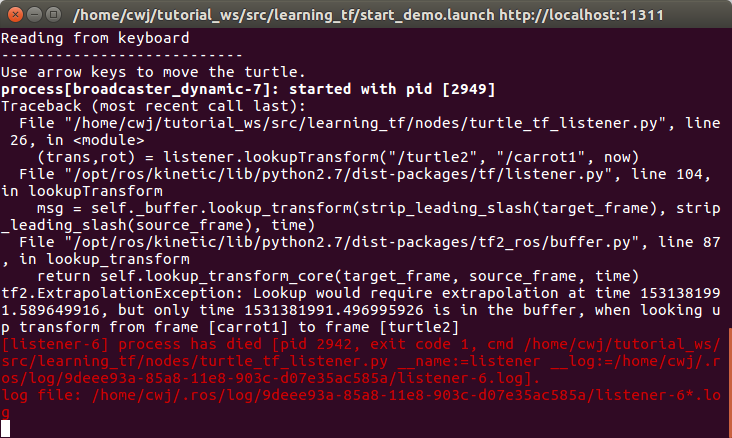 /home/cwj/tutorial_ws/src/learning_tf/start_demo.launch http://localhost:11311
Reading from keyboard
---------------------------
Use arrow keys to move the turtle.
process[broadcaster_dynamic-7]: started with pid [2949]
Traceback (most recent call last):
  File "/home/cwj/tutorial_ws/src/learning_tf/nodes/turtle_tf_listener.py", line
 26, in <module>
    (trans,rot) = listener.lookupTransform("/turtle2", "/carrot1", now)
  File "/opt/ros/kinetic/lib/python2.7/dist-packages/tf/listener.py", line 104,
in lookupTransform
    msg = self._buffer.lookup_transform(strip_leading_slash(target_frame), strip
_leading_slash(source_frame), time)
  File "/opt/ros/kinetic/lib/python2.7/dist-packages/tf2_ros/buffer.py", line 87
, in lookup_transform
    return self.lookup_transform_core(target_frame, source_frame, time)
tf2.ExtrapolationException: Lookup would require extrapolation at time 153138199
1.589649916, but only time 1531381991.496995926 is in the buffer, when looking u
p transform from frame [carrot1] to frame [turtle2]
[listener-6] process has died [pid 2942, exit code 1, cmd /home/cwj/tutorial_ws/
src/learning_tf/nodes/turtle_tf_listener.py __name:=listener __log:=/home/cwj/.r
os/log/9deee93a-85a8-11e8-903c-d07e35ac585a/listener-6.log].
log file: /home/cwj/.ros/log/9deee93a-85a8-11e8-903c-d07e35ac585a/listener-6*.lo
g